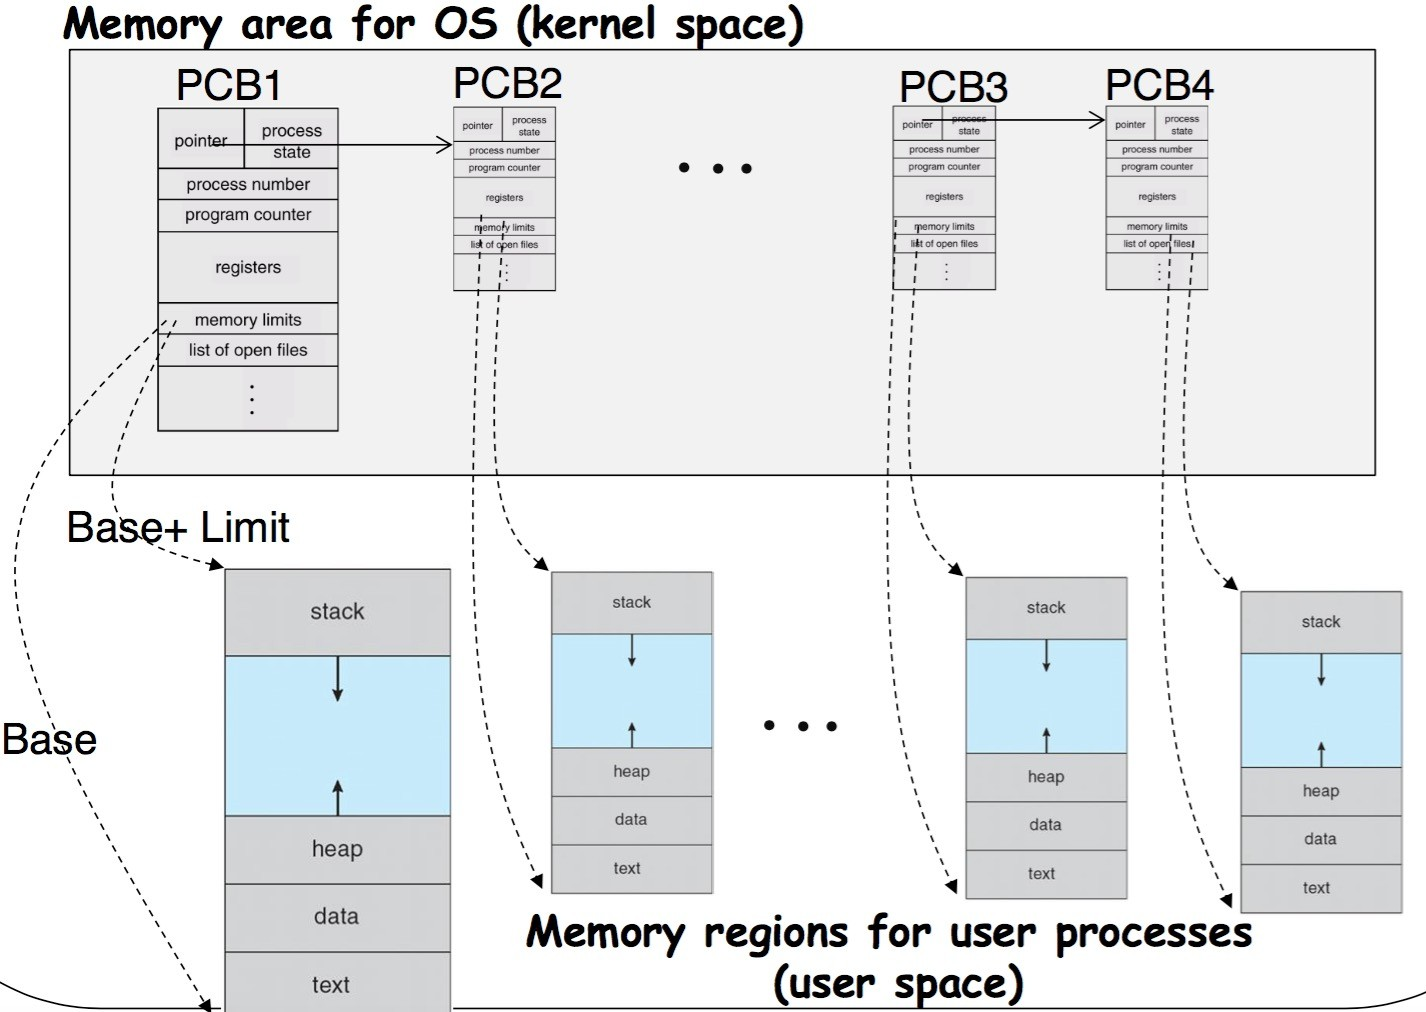 Memory area for OS (kernel space)
PCB1
pointer
process
state
process number
program counter
registers
memory limits
list of open files
PCB2
pointer
process
state
process number
program counter
registers
memory limits
list of open files
PCB3
pointer
process
state
process number
program counter
registers
memory limits
list of open files
PCB4
pointer
process
state
process number
program counter
registers
memory limits
list of open files
Base+ Limit
Base
stack
heap
data
text
stack
heap
data
text
stack
heap
data
text
stack
heap
data
text
Memory regions for user processes
(user space)